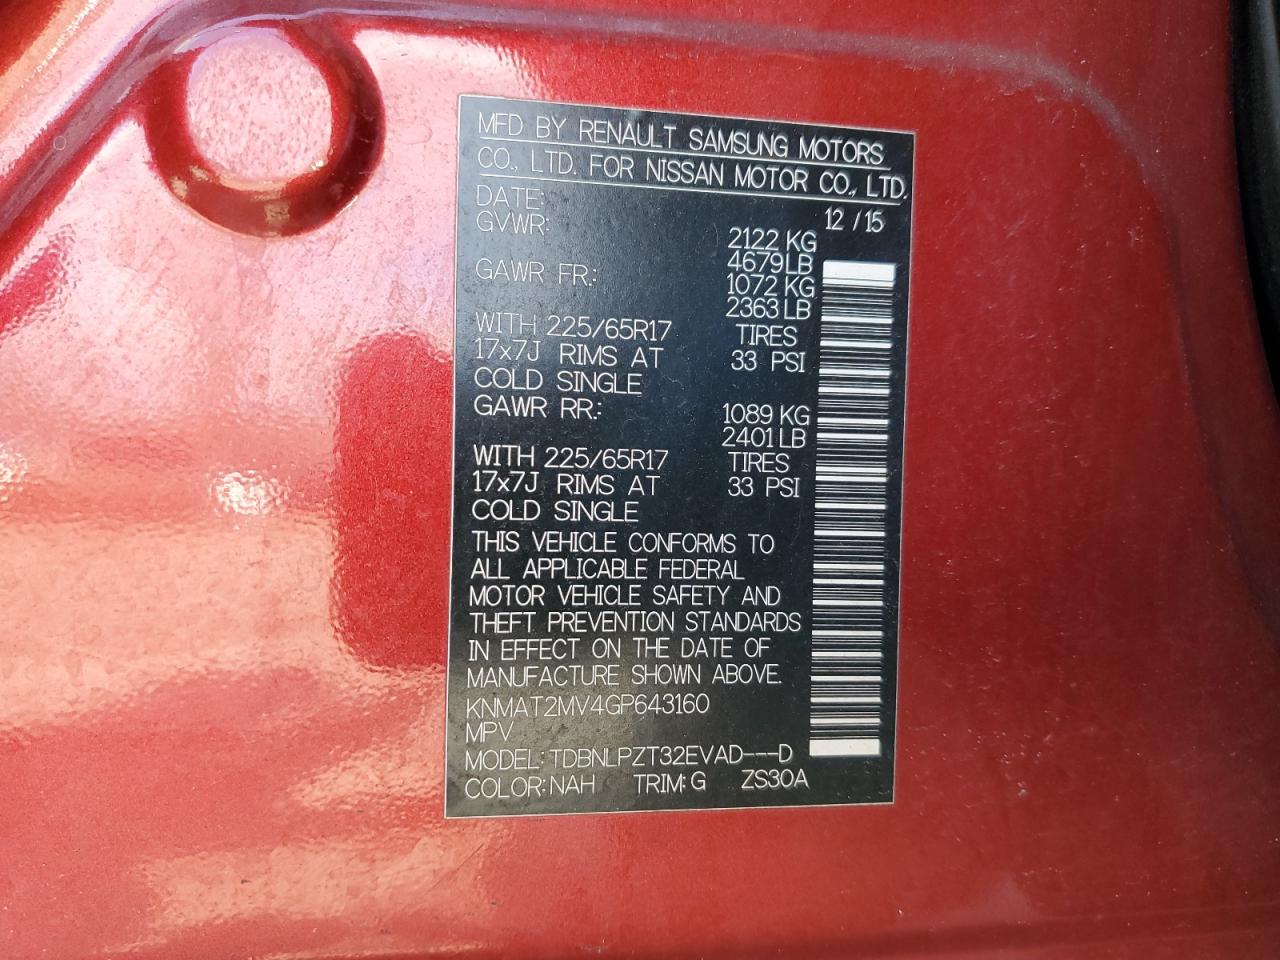 MFD BY RENAULT SAMSUNG MOTORS
CO., LTD. FOR NISSAN MOTOR CO., LTD.
DATE: 12 / 15
GVWR: 2122 KG
4679 LB
GAWR FR: 1072 KG
2363 LB
WITH 225/65R17 TIRES
17x7J RIMS AT 33 PSI
COLD SINGLE
GAWR RR: 1089 KG
2401 LB
WITH 225/65R17 TIRES
17x7J RIMS AT 33 PSI
COLD SINGLE
THIS VEHICLE CONFORMS TO
ALL APPLICABLE FEDERAL
MOTOR VEHICLE SAFETY AND
THEFT PREVENTION STANDARDS
IN EFFECT ON THE DATE OF
MANUFACTURE SHOWN ABOVE.
KNMAT2MV4GP643160
MPV
MODEL: TDBNLPZT32EVAD---D
COLOR: NAH TRIM: G ZS30A